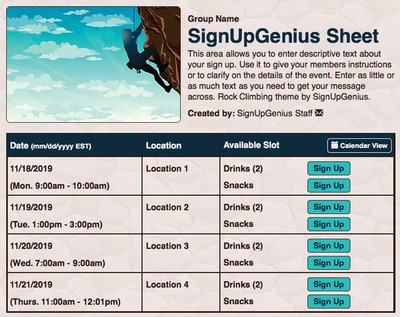 Group Name
SignUpGenius Sheet
This area allows you to enter descriptive text about
your sign up. Use it to give your members instructions
or to clarify on the details of the event. Enter as little or
as much text as you need to get your message
across. Rock Climbing theme by SignUpGenius.
Created by: SignUpGenius Staff
Date (mm/dd/yyyy EST) Location Available Slot Calendar View
11/18/2019 Location 1 Drinks (2) Sign Up
(Mon. 9:00am - 10:00am) Snacks Sign Up
11/19/2019 Location 2 Drinks (2) Sign Up
(Tue. 1:00pm - 3:00pm) Snacks Sign Up
11/20/2019 Location 3 Drinks (2) Sign Up
(Wed. 7:00am - 9:00am) Snacks Sign Up
11/21/2019 Location 4 Drinks (2) Sign Up
(Thurs. 11:00am - 12:01pm) Snacks Sign Up